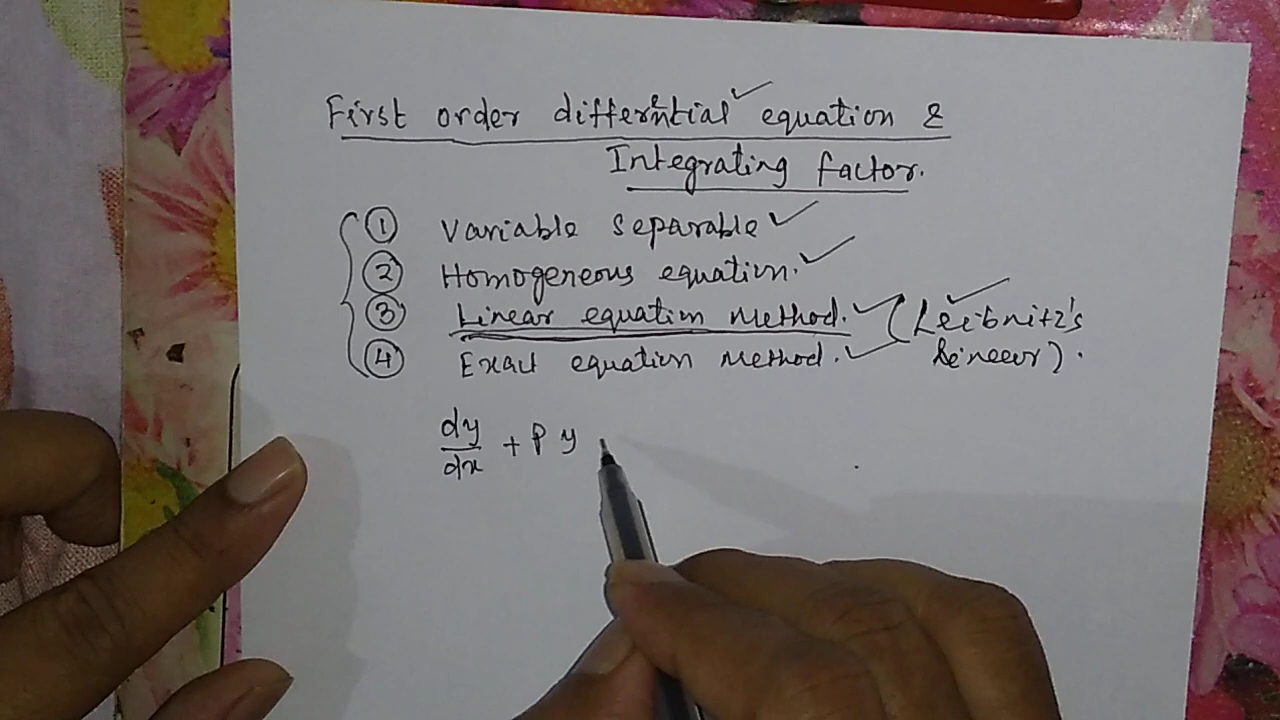 First order differential equation &
Integrating factor.
① Variable separable ✓
② Homogeneous equation. ✓
③ Linear equation method. ✓ (Leibnitz's
④ Exact equation method. ✓ linear).
dy/dx + P y